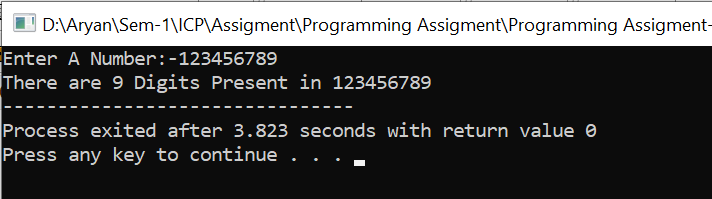 D:\Aryan\Sem-1\ICP\Assigment\Programming Assigment\Programming Assigment-
Enter A Number:-123456789
There are 9 Digits Present in 123456789
--------------------------------
Process exited after 3.823 seconds with return value 0
Press any key to continue . . .